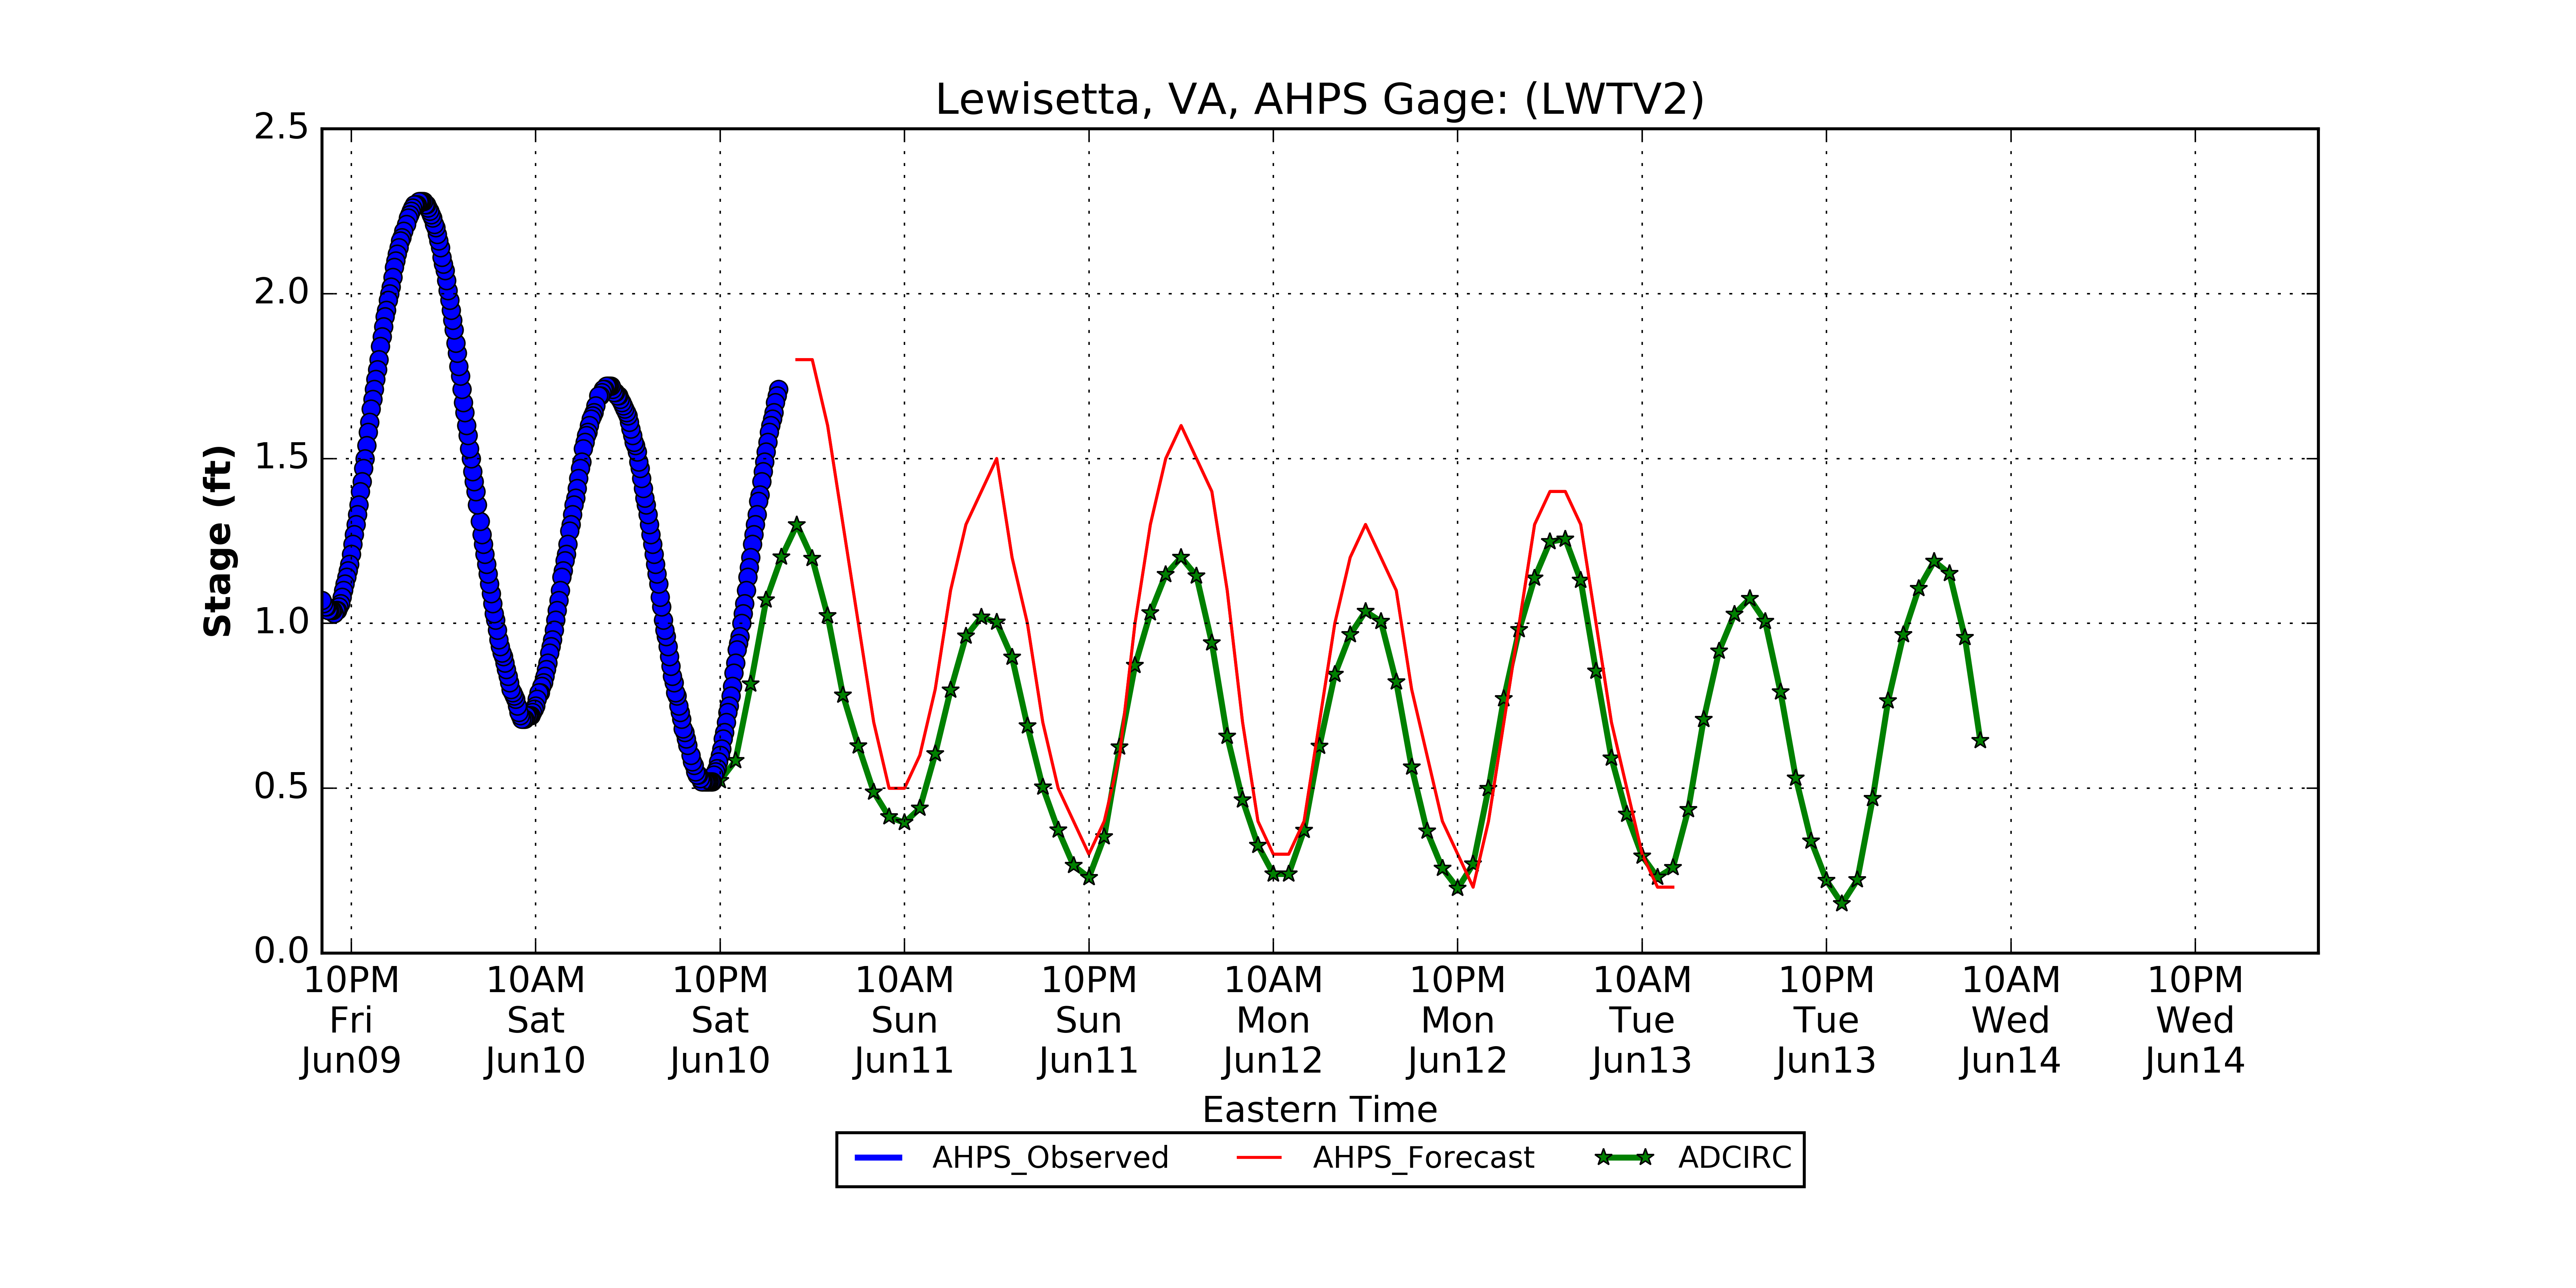 Lewisetta, VA, AHPS Gage: (LWTV2)
Stage (ft)
2.5
2.0
1.5
1.0
0.5
0.0
10PM 10AM 10PM 10AM 10PM 10AM 10PM 10AM 10PM 10AM 10PM
Fri Sat Sat Sun Sun Mon Mon Tue Tue Wed Wed
Jun09 Jun10 Jun10 Jun11 Jun11 Jun12 Jun12 Jun13 Jun13 Jun14 Jun14
Eastern Time
AHPS_Observed AHPS_Forecast ADCIRC